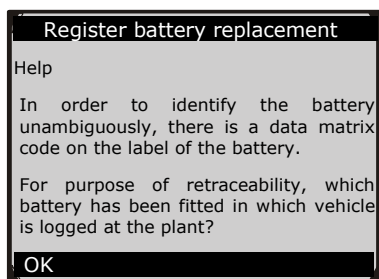 Register battery replacement
Help
In order to identify the battery
unambiguously, there is a data matrix
code on the label of the battery.
For purpose of retraceability, which
battery has been fitted in which vehicle
is logged at the plant?
OK